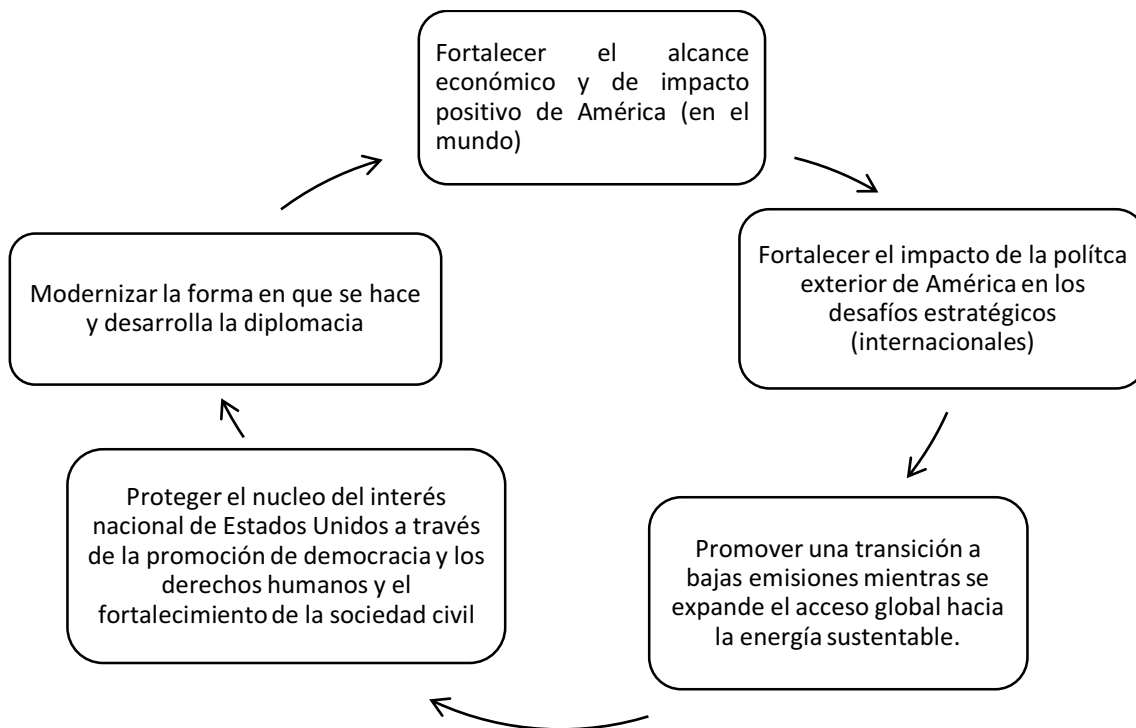 Fortalecer el alcance
económico y de impacto
positivo de América (en el
mundo)
Fortalecer el impacto de la polítca
exterior de América en los
desafíos estratégicos
(internacionales)
Promover una transición a
bajas emisiones mientras se
expande el acceso global hacia
la energía sustentable.
Proteger el nucleo del interés
nacional de Estados Unidos a través
de la promoción de democracia y los
derechos humanos y el
fortalecimiento de la sociedad civil
Modernizar la forma en que se hace
y desarrolla la diplomacia